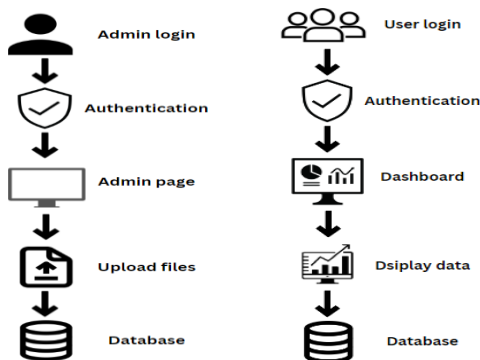 Admin login
Authentication
Admin page
Upload files
Database
User login
Authentication
Dashboard
Dsiplay data
Database